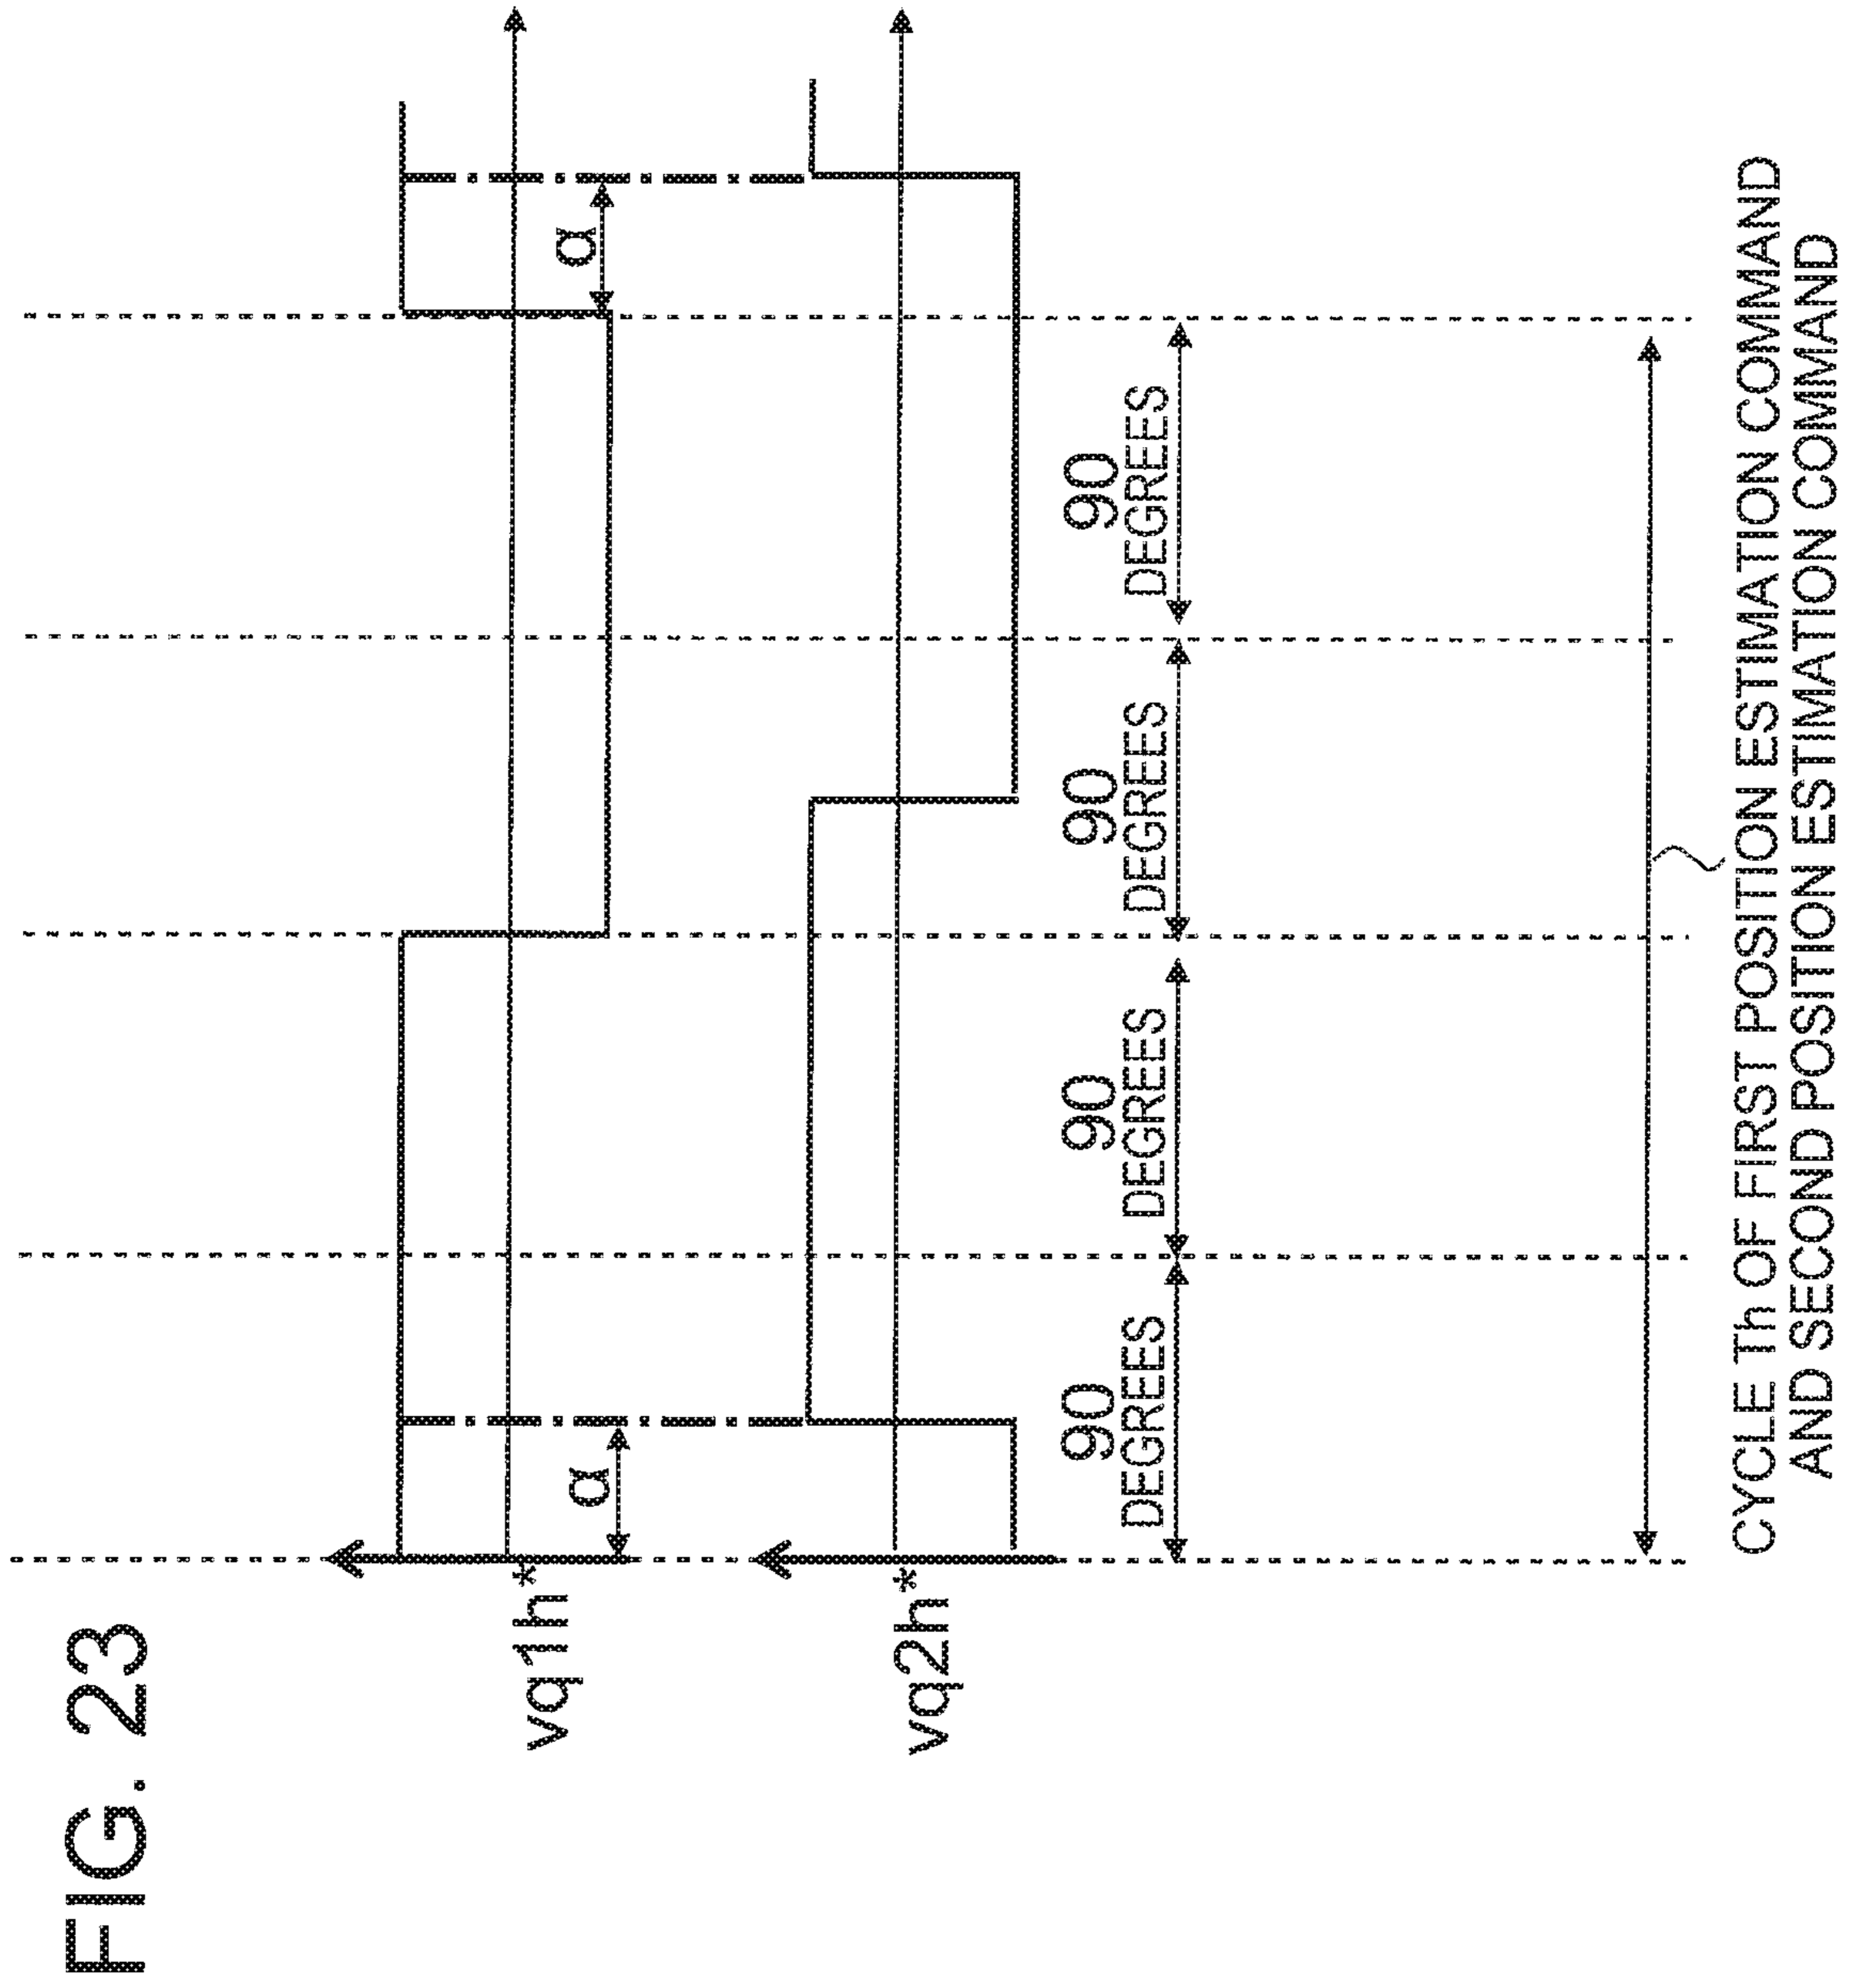 FIG. 23
vq1h*
α
α
vq2h*
90
DEGREES
90
DEGREES
90
DEGREES
90
DEGREES
CYCLE Th OF FIRST POSITION ESTIMATION COMMAND
AND SECOND POSITION ESTIMATION COMMAND